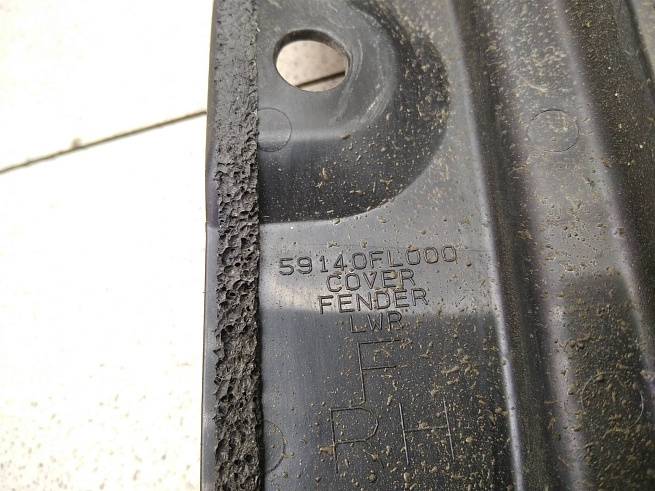 59140FL000
COVER
FENDER
LWR
F
RH